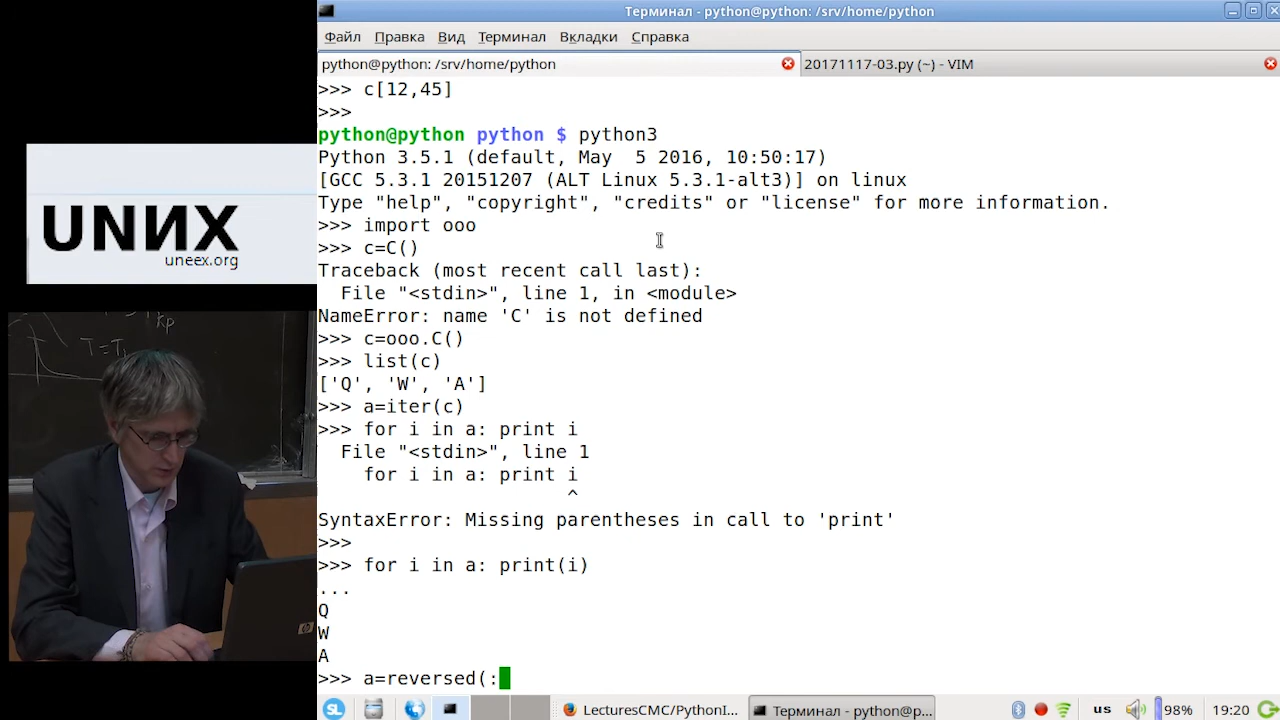 Терминал - python@python: /srv/home/python
Файл Правка Вид Терминал Вкладки Справка
python@python: /srv/home/python
20171117-03.py (~) - VIM
>>> c[12,45]
>>>
python@python python $ python3
Python 3.5.1 (default, May  5 2016, 10:50:17)
[GCC 5.3.1 20151207 (ALT Linux 5.3.1-alt3)] on linux
Type "help", "copyright", "credits" or "license" for more information.
>>> import ooo
>>> c=C()
Traceback (most recent call last):
  File "<stdin>", line 1, in <module>
NameError: name 'C' is not defined
>>> c=ooo.C()
>>> list(c)
['Q', 'W', 'A']
>>> a=iter(c)
>>> for i in a: print i
  File "<stdin>", line 1
    for i in a: print i
                      ^
SyntaxError: Missing parentheses in call to 'print'
>>>
>>> for i in a: print(i)
...
Q
W
A
>>> a=reversed(:
UNИX
uneex.org
кр
SL
LecturesCMC/PythonI...
Терминал - python@p...
us
98%
19:20